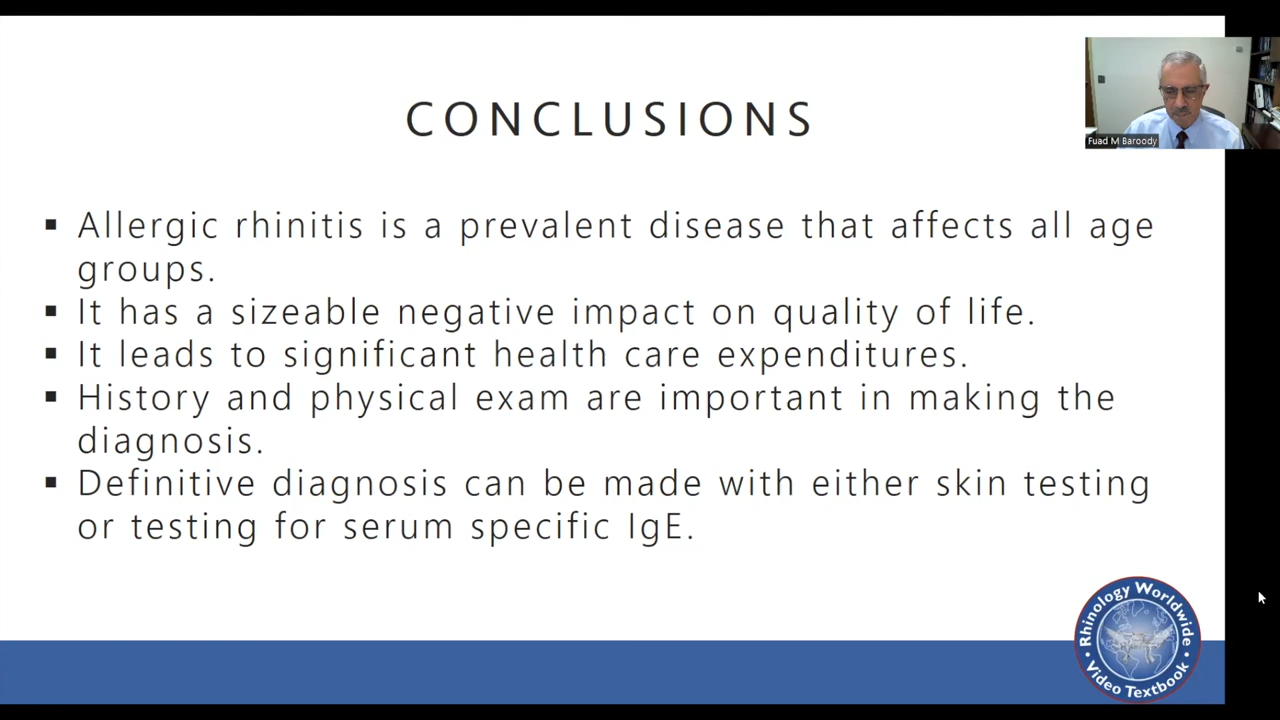 CONCLUSIONS
Fuad M Baroody
▪ Allergic rhinitis is a prevalent disease that affects all age
groups.
▪ It has a sizeable negative impact on quality of life.
▪ It leads to significant health care expenditures.
▪ History and physical exam are important in making the
diagnosis.
▪ Definitive diagnosis can be made with either skin testing
or testing for serum specific IgE.
Rhinology Worldwide
• Video Textbook •